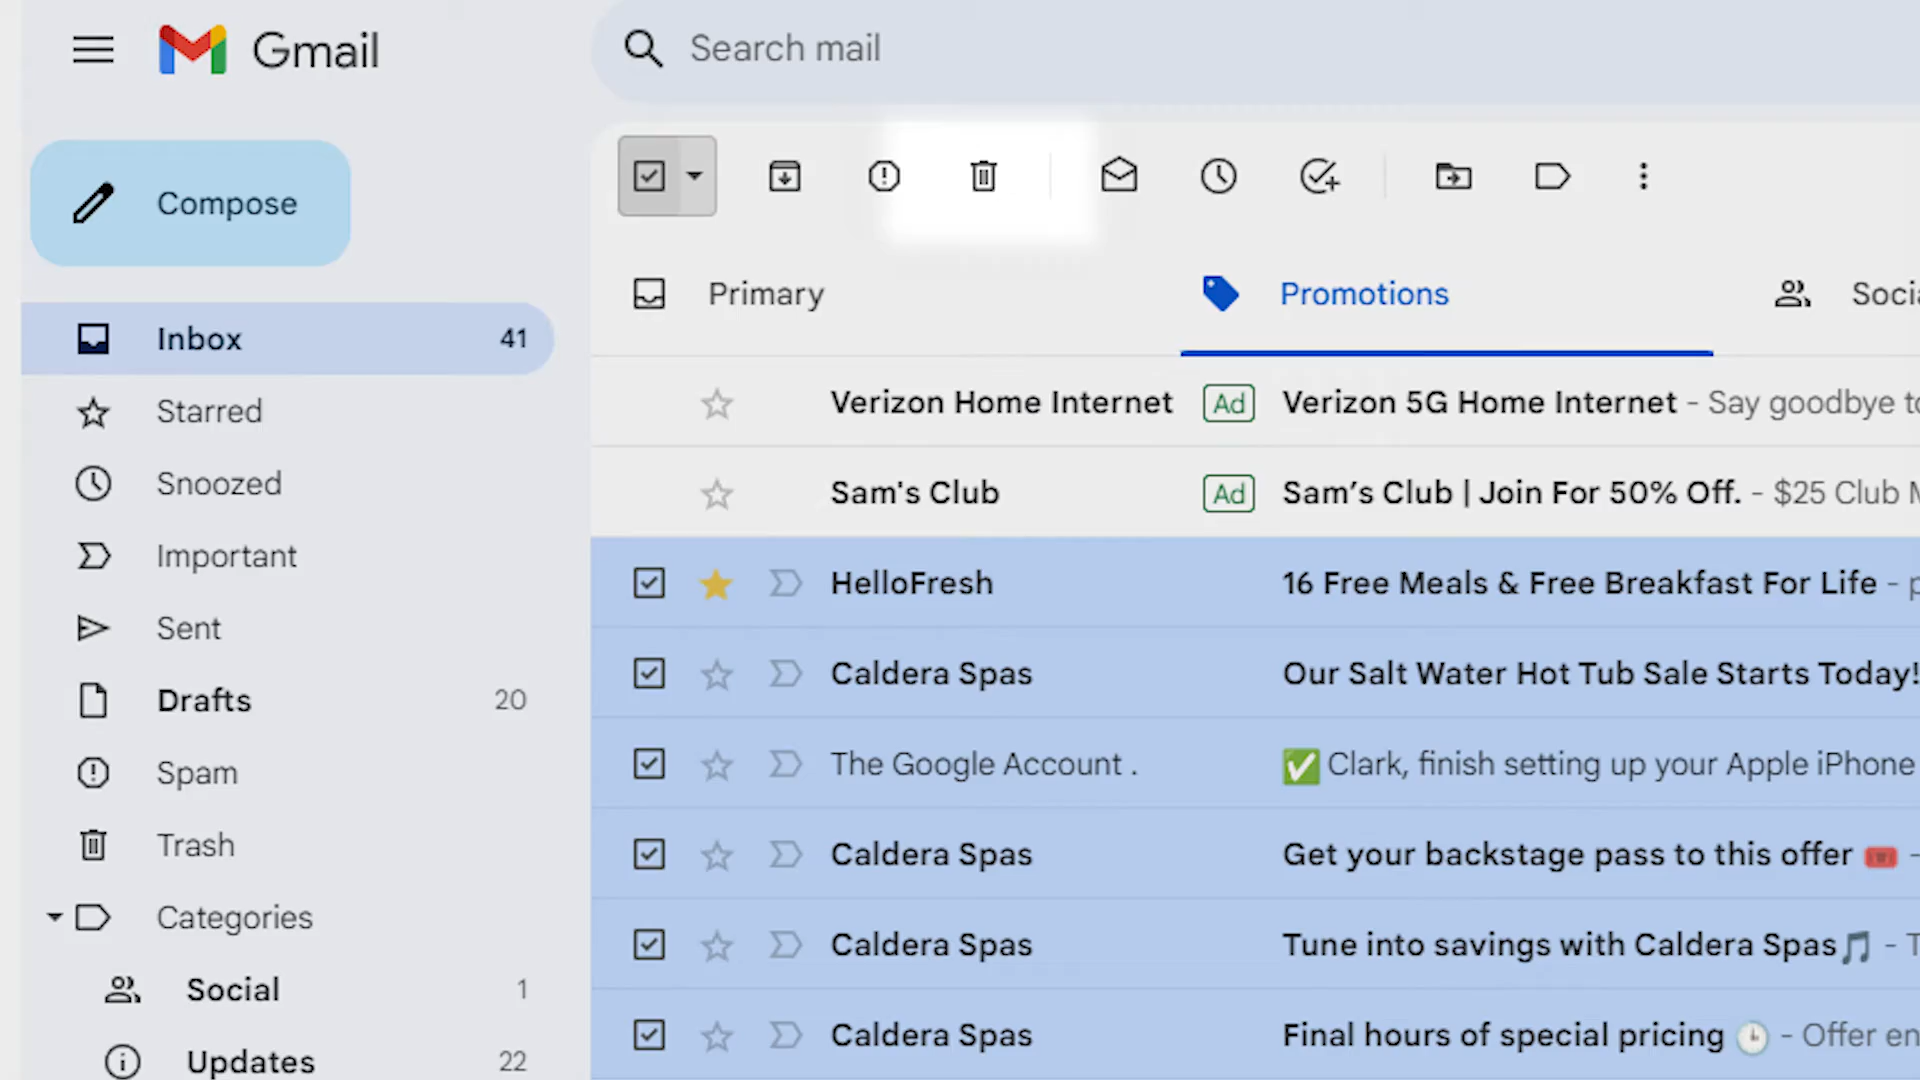 Gmail
Search mail
Compose
Primary
Promotions
Soci
Inbox 41
Starred
Snoozed
Important
Sent
Drafts 20
Spam
Trash
Categories
Social 1
Updates 22
Verizon Home Internet Ad Verizon 5G Home Internet - Say goodbye to
Sam's Club Ad Sam’s Club | Join For 50% Off. - $25 Club M
HelloFresh 16 Free Meals & Free Breakfast For Life - p
Caldera Spas Our Salt Water Hot Tub Sale Starts Today!
The Google Account . ✅ Clark, finish setting up your Apple iPhone
Caldera Spas Get your backstage pass to this offer 🎟️ -
Caldera Spas Tune into savings with Caldera Spas🎵 - T
Caldera Spas Final hours of special pricing 🕒 - Offer en